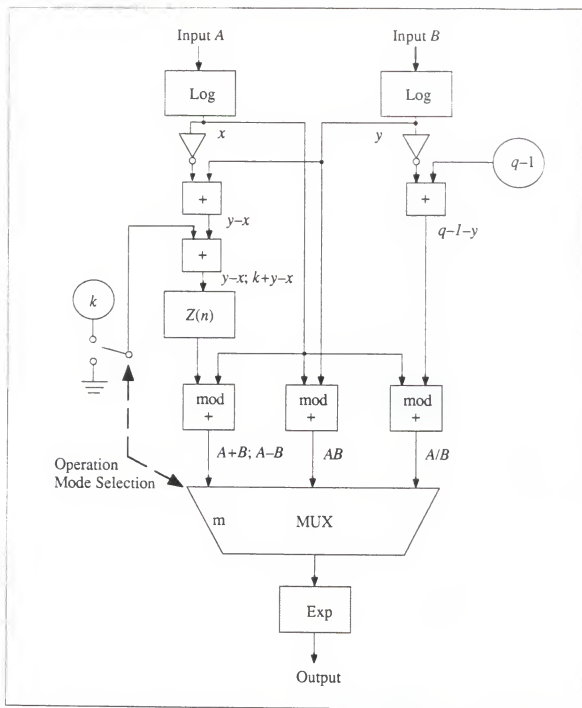 Input A
Input B
Log
Log
x
y
q–1
+
+
y–x
q–1–y
+
y–x; k+y–x
k
Z(n)
mod
+
mod
+
mod
+
A+B; A–B
AB
A/B
Operation
Mode Selection
m
MUX
Exp
Output